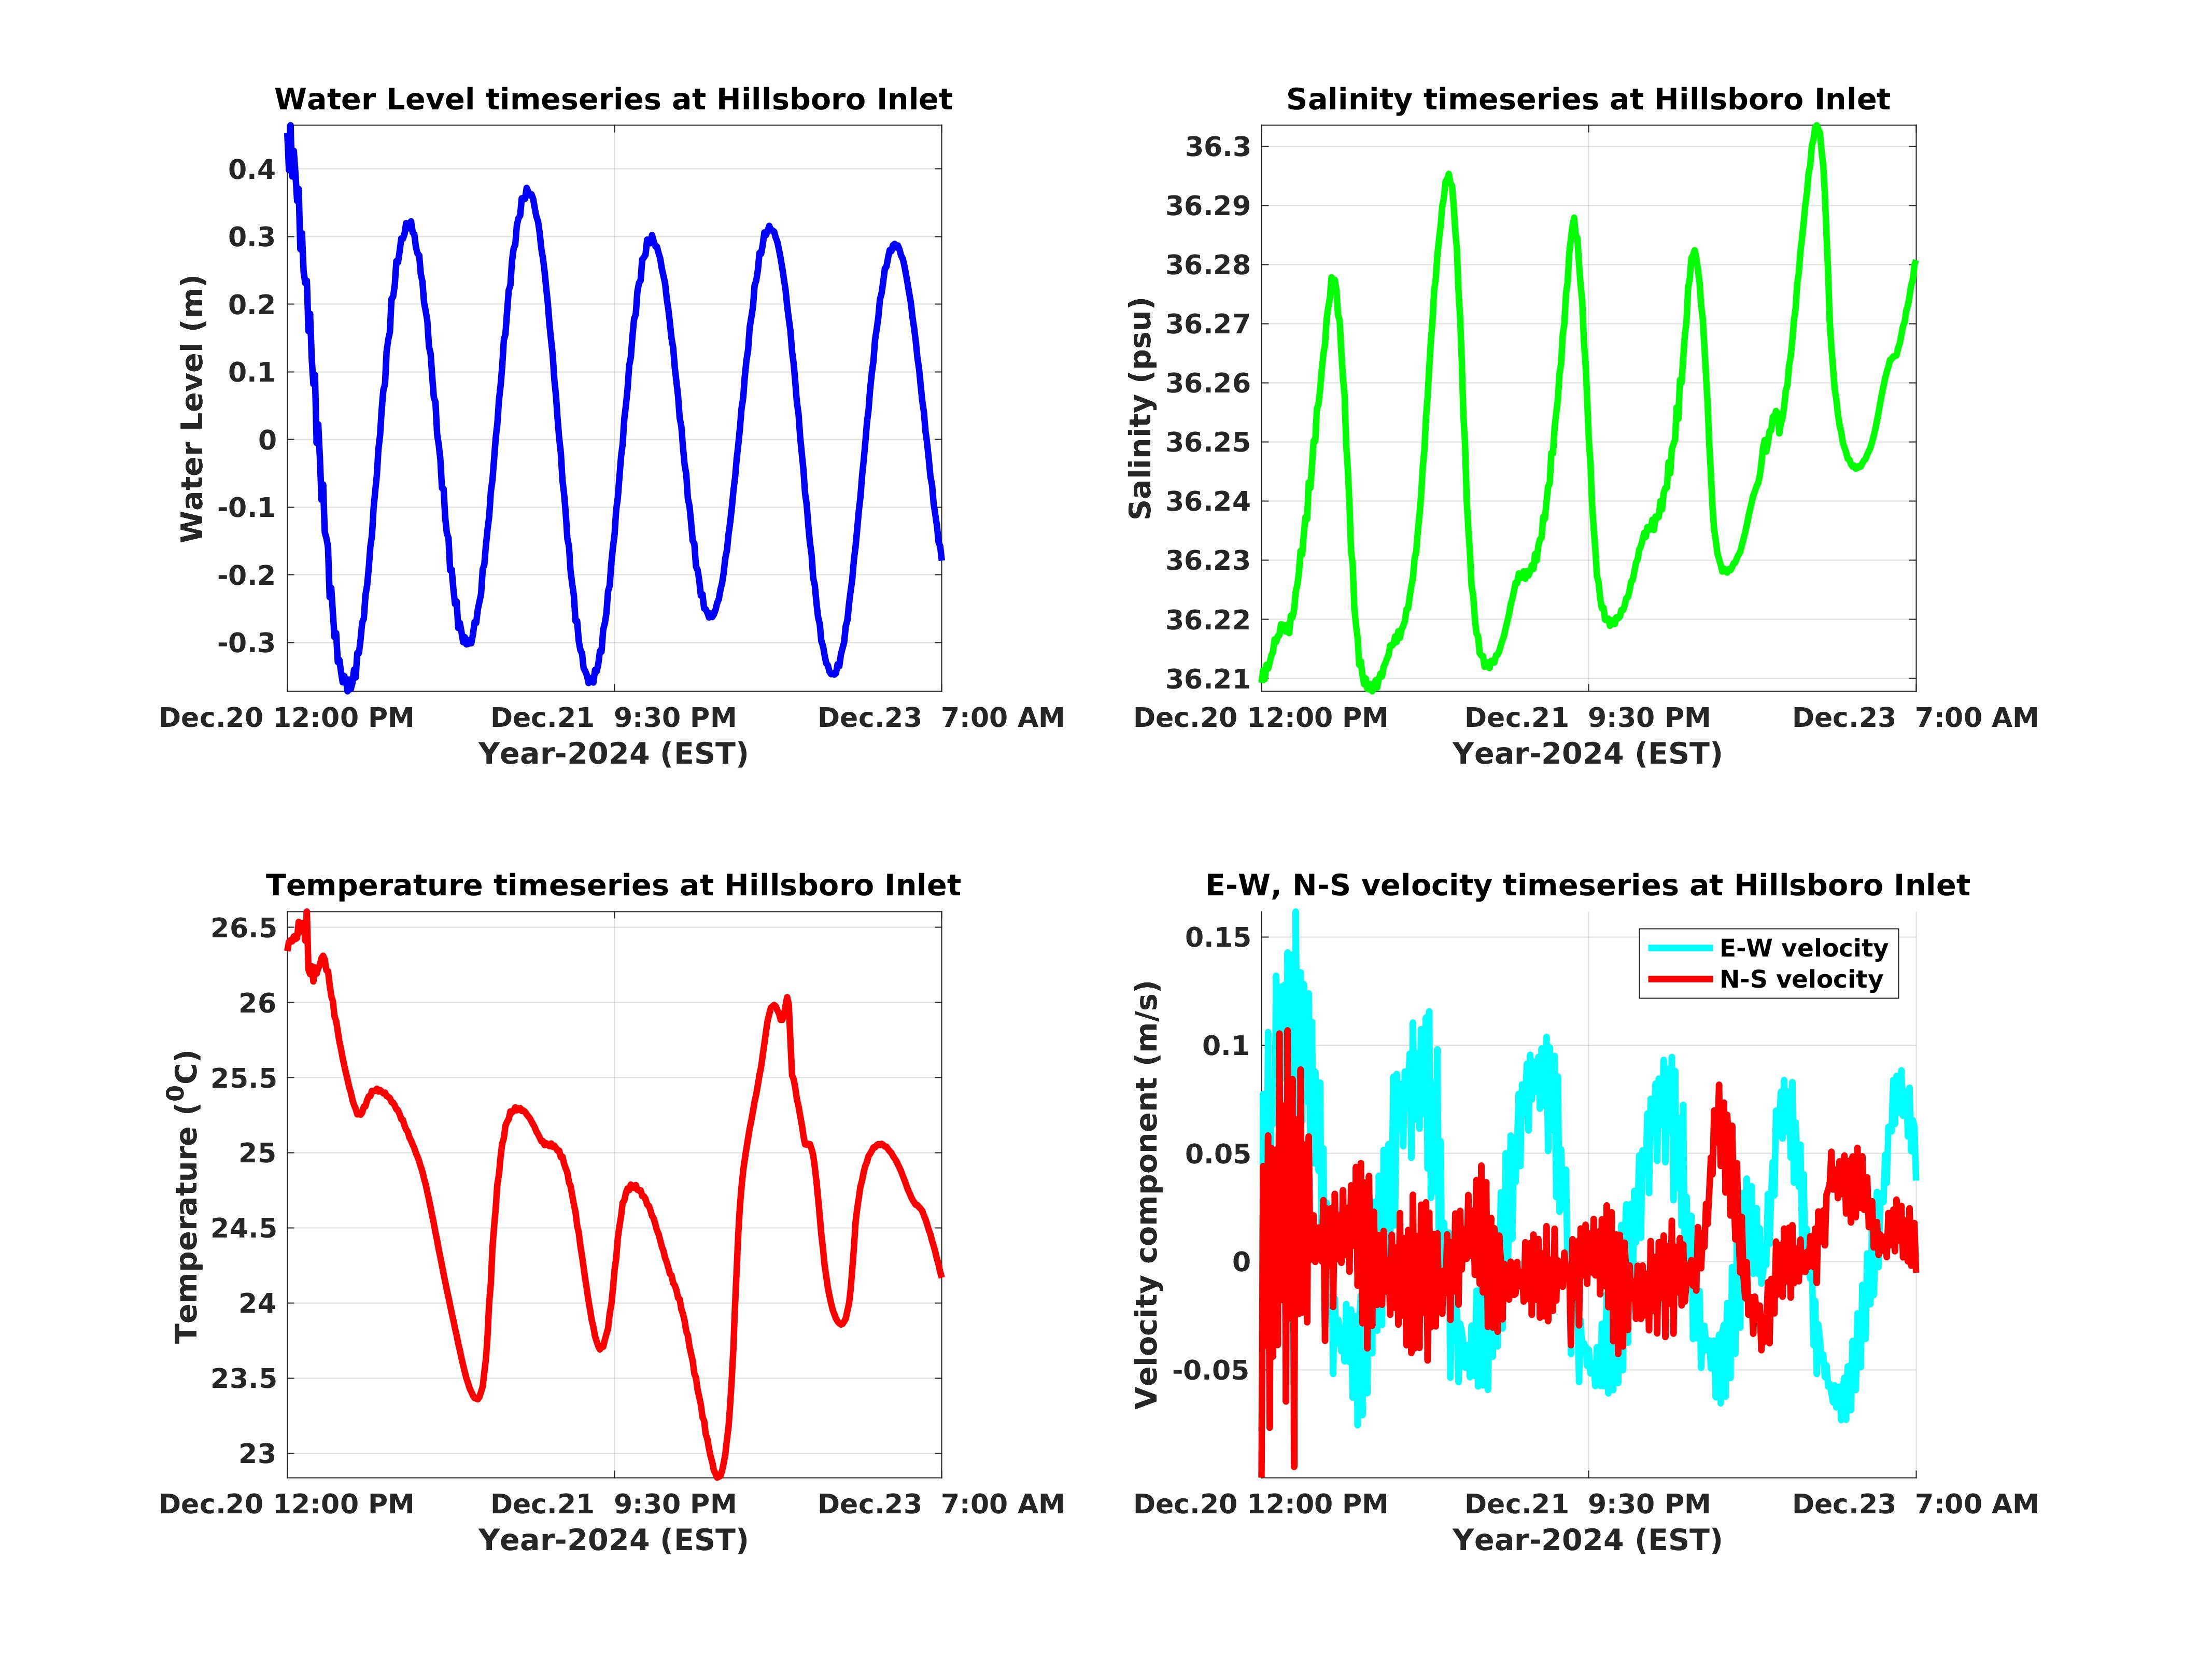 Water Level timeseries at Hillsboro Inlet
Water Level (m)
0.4
0.3
0.2
0.1
0
-0.1
-0.2
-0.3
Dec.20 12:00 PM
Dec.21 9:30 PM
Dec.23 7:00 AM
Year-2024 (EST)
Salinity timeseries at Hillsboro Inlet
Salinity (psu)
36.3
36.29
36.28
36.27
36.26
36.25
36.24
36.23
36.22
36.21
Dec.20 12:00 PM
Dec.21 9:30 PM
Dec.23 7:00 AM
Year-2024 (EST)
Temperature timeseries at Hillsboro Inlet
Temperature (⁰C)
26.5
26
25.5
25
24.5
24
23.5
23
Dec.20 12:00 PM
Dec.21 9:30 PM
Dec.23 7:00 AM
Year-2024 (EST)
E-W, N-S velocity timeseries at Hillsboro Inlet
Velocity component (m/s)
0.15
0.1
0.05
0
-0.05
E-W velocity
N-S velocity
Dec.20 12:00 PM
Dec.21 9:30 PM
Dec.23 7:00 AM
Year-2024 (EST)